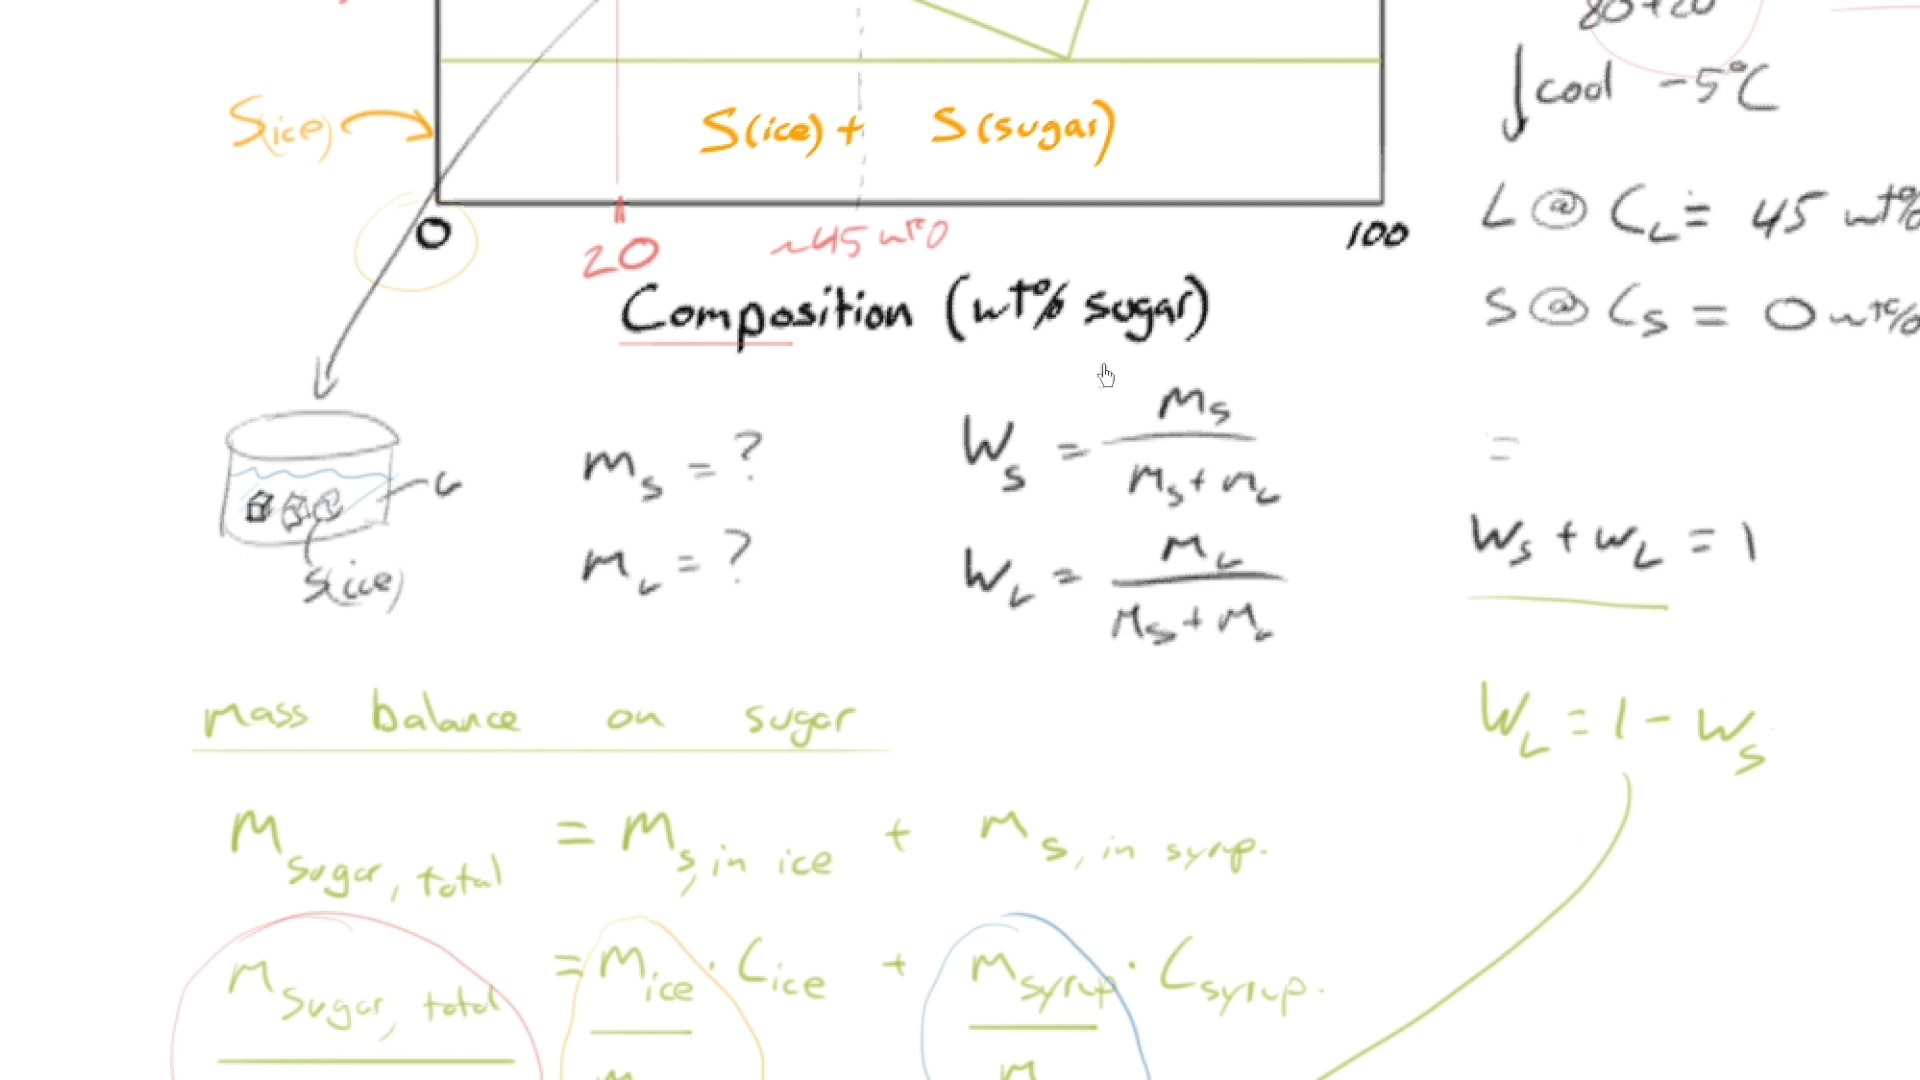 80+20
cool -5°C
S(ice)
S(ice) + S(sugar)
L @ C_L = 45 wt%
0
20
~45 wt%
100
S @ C_S = 0 wt%
Composition (wt% sugar)
m_S = ?
W_S = m_S / m_S + m_L
=
L
S(ice)
m_L = ?
W_L = m_L / m_S + m_L
W_S + W_L = 1
mass balance on sugar
W_L = 1 - W_S
m_sugar, total = m_s, in ice + m_s, in syrup.
m_sugar, total = m_ice · C_ice + m_syrup · C_syrup.